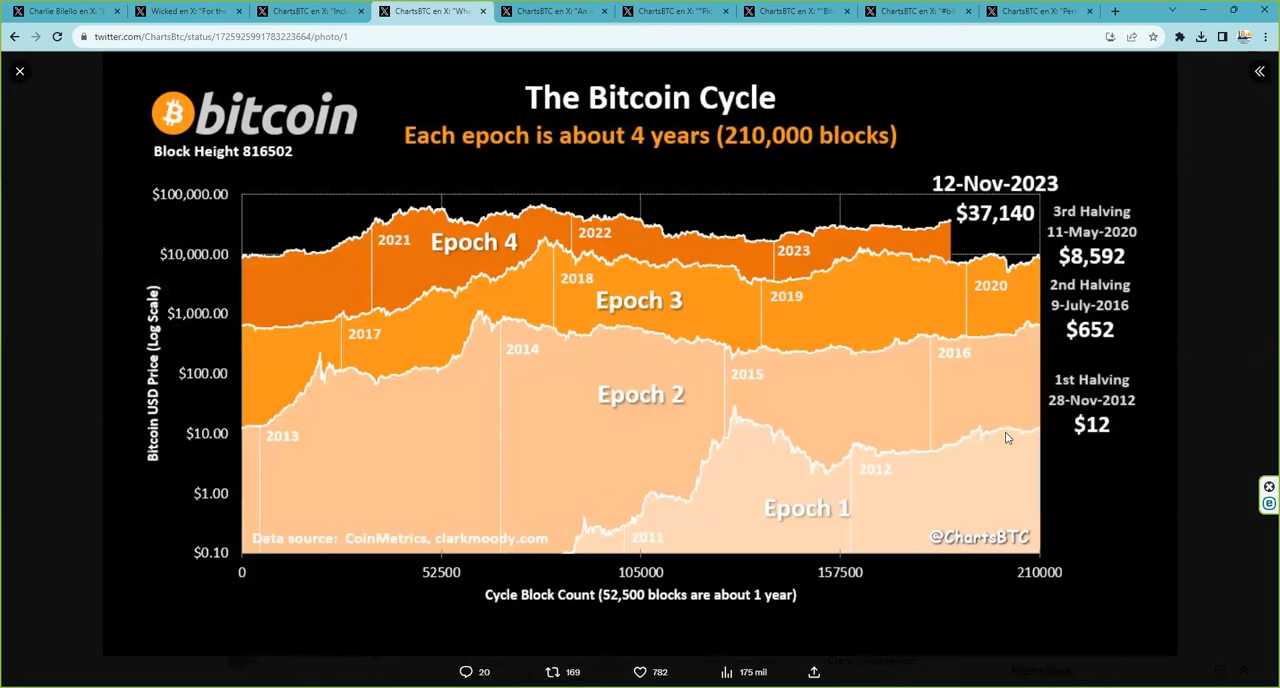 Charlie Bilello en X: "L
Wicked en X: "For the
ChartsBTC en X: "Incl
ChartsBTC en X: "Whe
ChartsBTC en X: "An
ChartsBTC en X: ""Pic
ChartsBTC en X: ""Bit
ChartsBTC en X: "#bi
ChartsBTC en X: "Per
twitter.com/ChartsBtc/status/1725925991783223664/photo/1
bitcoin
Block Height 816502
The Bitcoin Cycle
Each epoch is about 4 years (210,000 blocks)
12-Nov-2023
$37,140
3rd Halving
11-May-2020
$8,592
2nd Halving
9-July-2016
$652
1st Halving
28-Nov-2012
$12
Bitcoin USD Price (Log Scale)
$100,000.00
$10,000.00
$1,000.00
$100.00
$10.00
$1.00
$0.10
2021
Epoch 4
2022
2023
2017
2018
Epoch 3
2019
2020
2013
2014
Epoch 2
2015
2016
2011
Epoch 1
2012
Data source: CoinMetrics, clarkmoody.com
@ChartsBTC
0
52500
105000
157500
210000
Cycle Block Count (52,500 blocks are about 1 year)
20
169
782
175 mil